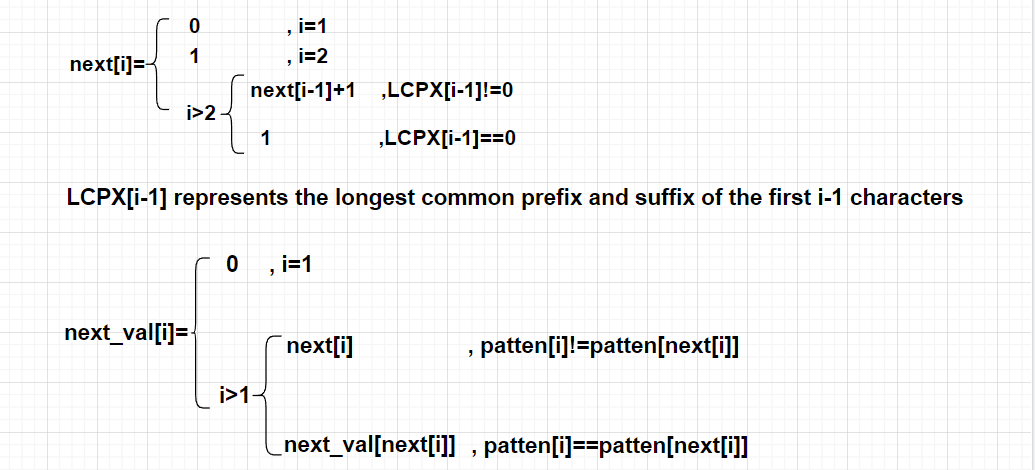 0 , i=1
next[i]= 1 , i=2
next[i-1]+1 ,LCPX[i-1]!=0
i>2
1 ,LCPX[i-1]==0
LCPX[i-1] represents the longest common prefix and suffix of the first i-1 characters
0 , i=1
next_val[i]=
next[i] , patten[i]!=patten[next[i]]
i>1
next_val[next[i]] , patten[i]==patten[next[i]]